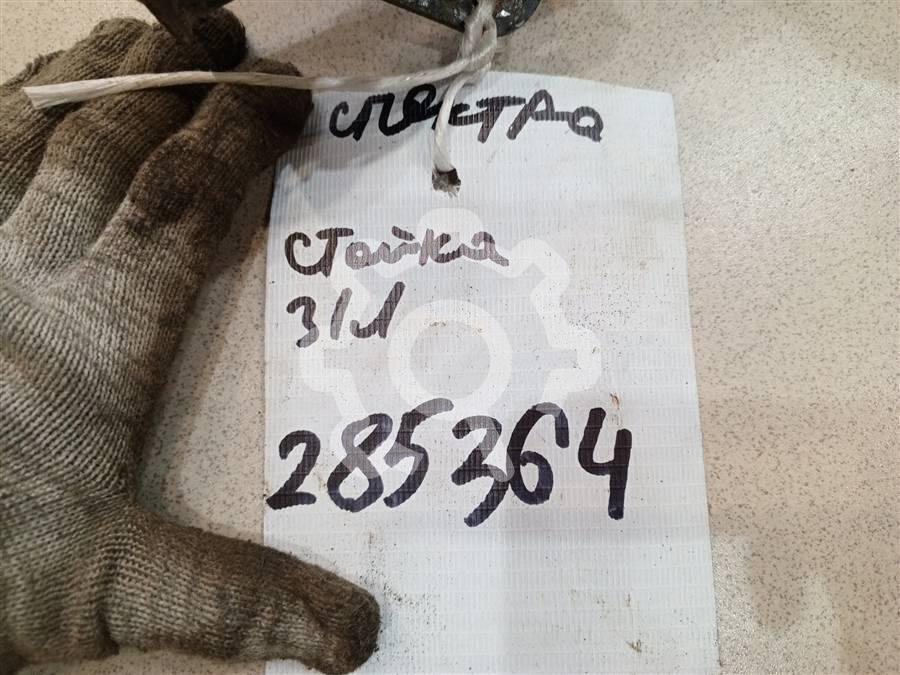 спектра
стойка
з/л
285364